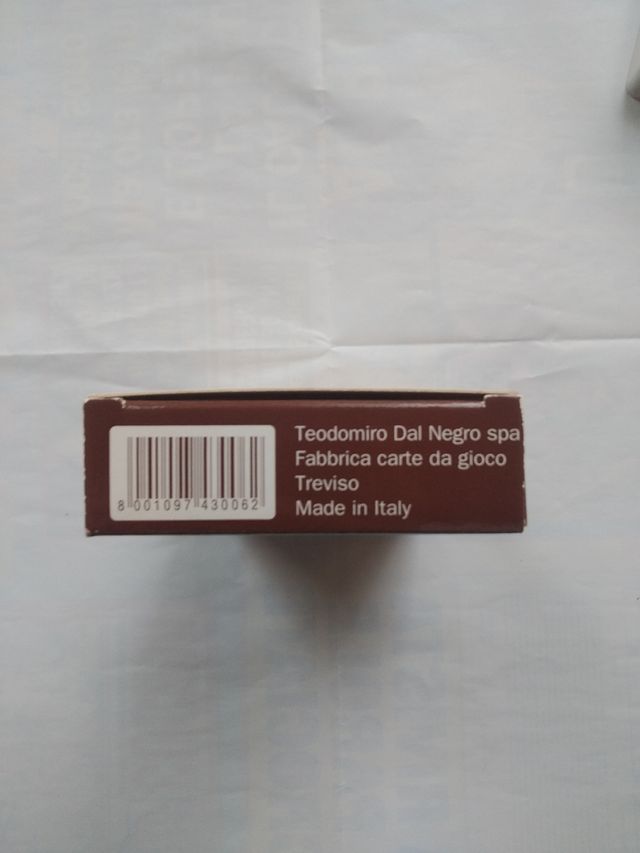 Teodomiro Dal Negro spa
Fabbrica carte da gioco
Treviso
Made in Italy
8 001097 430062